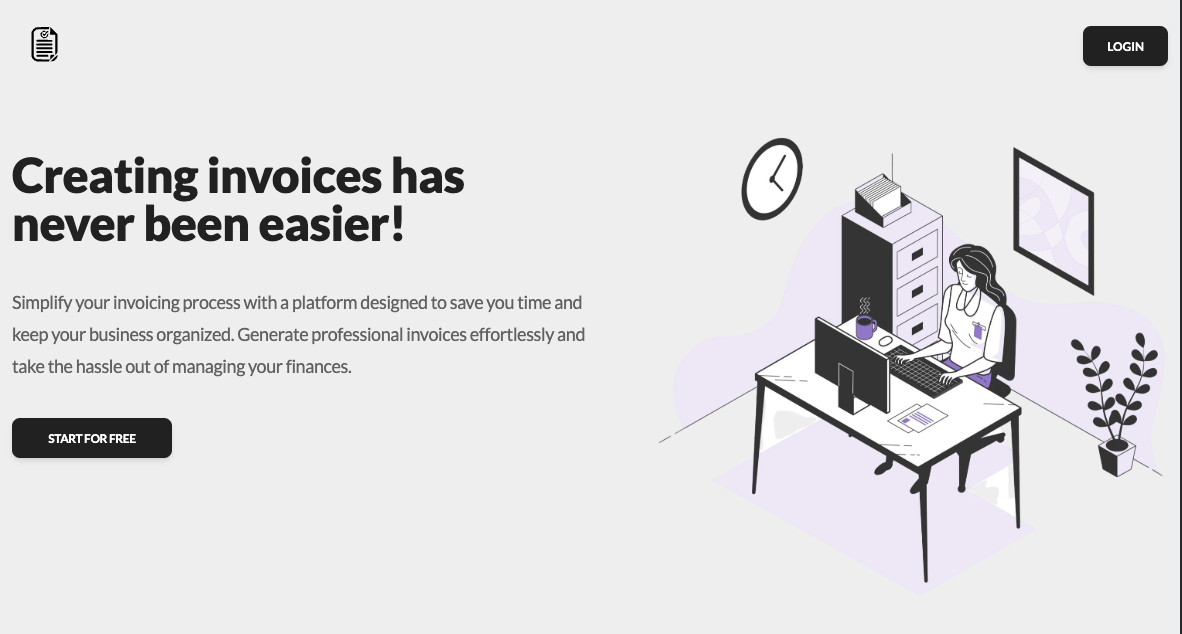 LOGIN
Creating invoices has
never been easier!
Simplify your invoicing process with a platform designed to save you time and
keep your business organized. Generate professional invoices effortlessly and
take the hassle out of managing your finances.
START FOR FREE